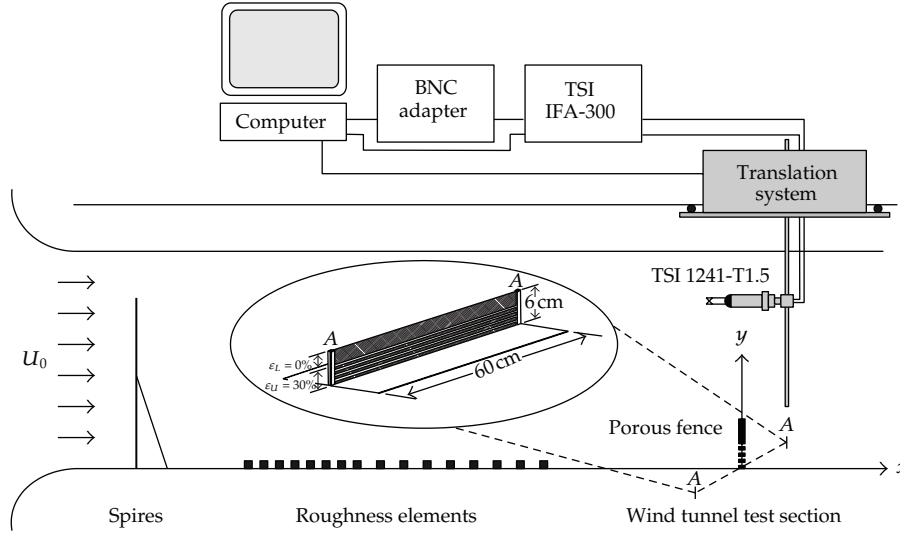 Computer
BNC
adapter
TSI
IFA-300
Translation
system
TSI 1241-T1.5
U0
A
6 cm
A
εL = 0%
εU = 30%
60 cm
y
Porous fence
A
A
x
Spires
Roughness elements
Wind tunnel test section